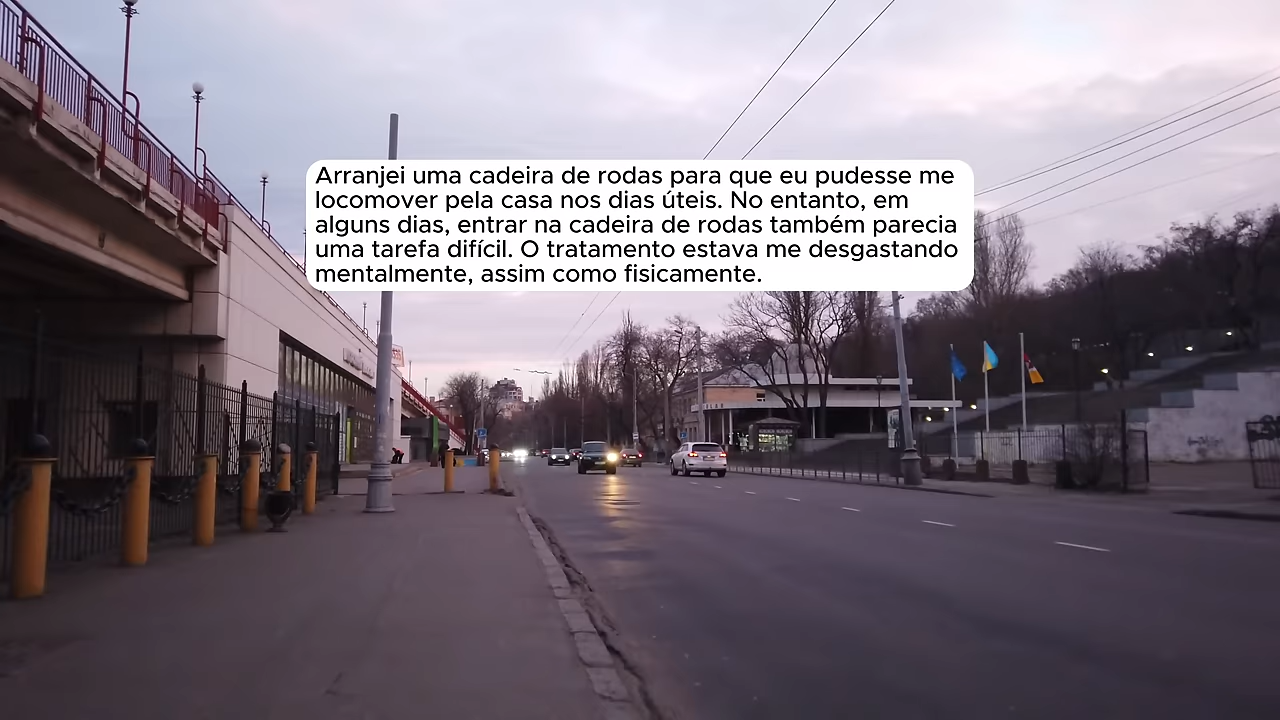 Arranjei uma cadeira de rodas para que eu pudesse me
locomover pela casa nos dias úteis. No entanto, em
alguns dias, entrar na cadeira de rodas também parecia
uma tarefa difícil. O tratamento estava me desgastando
mentalmente, assim como fisicamente.